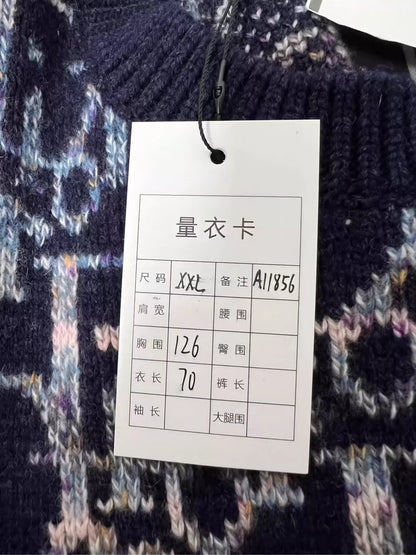 量衣卡
尺码 XXL 备注 A11856
肩宽 腰围
胸围 126 臀围
衣长 70 裤长
袖长 大腿围